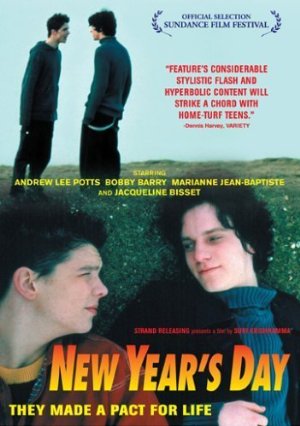 OFFICIAL SELECTION
SUNDANCE FILM FESTIVAL
"FEATURE'S CONSIDERABLE
STYLISTIC FLASH AND
HYPERBOLIC CONTENT WILL
STRIKE A CHORD WITH
HOME-TURF TEENS."
-Dennis Harvey, VARIETY
STARRING
ANDREW LEE POTTS BOBBY BARRY MARIANNE JEAN-BAPTISTE
AND JACQUELINE BISSET
STRAND RELEASING presents a film by SURI KRISHNAMMA
NEW YEAR'S DAY
THEY MADE A PACT FOR LIFE